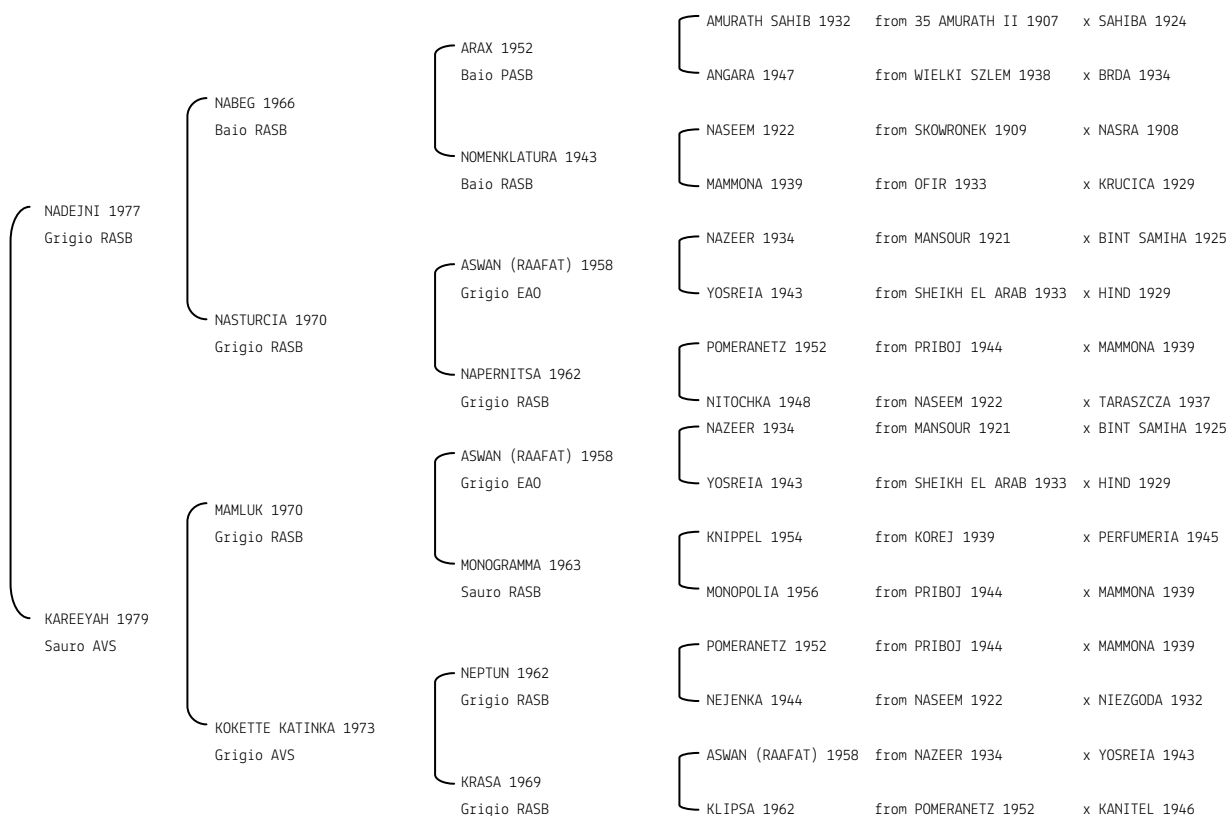 AMURATH SAHIB 1932 from 35 AMURATH II 1907 x SAHIBA 1924
ARAX 1952
Baio PASB
ANGARA 1947 from WIELKI SZLEM 1938 x BRDA 1934
NABEG 1966
Baio RASB
NASEEM 1922 from SKOWRONEK 1909 x NASRA 1908
NOMENKLATURA 1943
Baio RASB
MAMMONA 1939 from OFIR 1933 x KRUCICA 1929
NADEJNI 1977
Grigio RASB
NAZEER 1934 from MANSOUR 1921 x BINT SAMIHA 1925
ASWAN (RAAFAT) 1958
Grigio EAO
YOSREIA 1943 from SHEIKH EL ARAB 1933 x HIND 1929
NASTURCIA 1970
Grigio RASB
POMERANETZ 1952 from PRIBOJ 1944 x MAMMONA 1939
NAPERNITSA 1962
Grigio RASB
NITOCHKA 1948 from NASEEM 1922 x TARASZCZA 1937
NAZEER 1934 from MANSOUR 1921 x BINT SAMIHA 1925
ASWAN (RAAFAT) 1958
Grigio EAO
YOSREIA 1943 from SHEIKH EL ARAB 1933 x HIND 1929
MAMLUK 1970
Grigio RASB
KNIPPEL 1954 from KOREJ 1939 x PERFUMERIA 1945
MONOGRAMMA 1963
Sauro RASB
MONOPOLIA 1956 from PRIBOJ 1944 x MAMMONA 1939
KAREEYAH 1979
Sauro AVS
POMERANETZ 1952 from PRIBOJ 1944 x MAMMONA 1939
NEPTUN 1962
Grigio RASB
NEJENKA 1944 from NASEEM 1922 x NIEZGODA 1932
KOKETTE KATINKA 1973
Grigio AVS
ASWAN (RAAFAT) 1958 from NAZEER 1934 x YOSREIA 1943
KRASA 1969
Grigio RASB
KLIPSA 1962 from POMERANETZ 1952 x KANITEL 1946